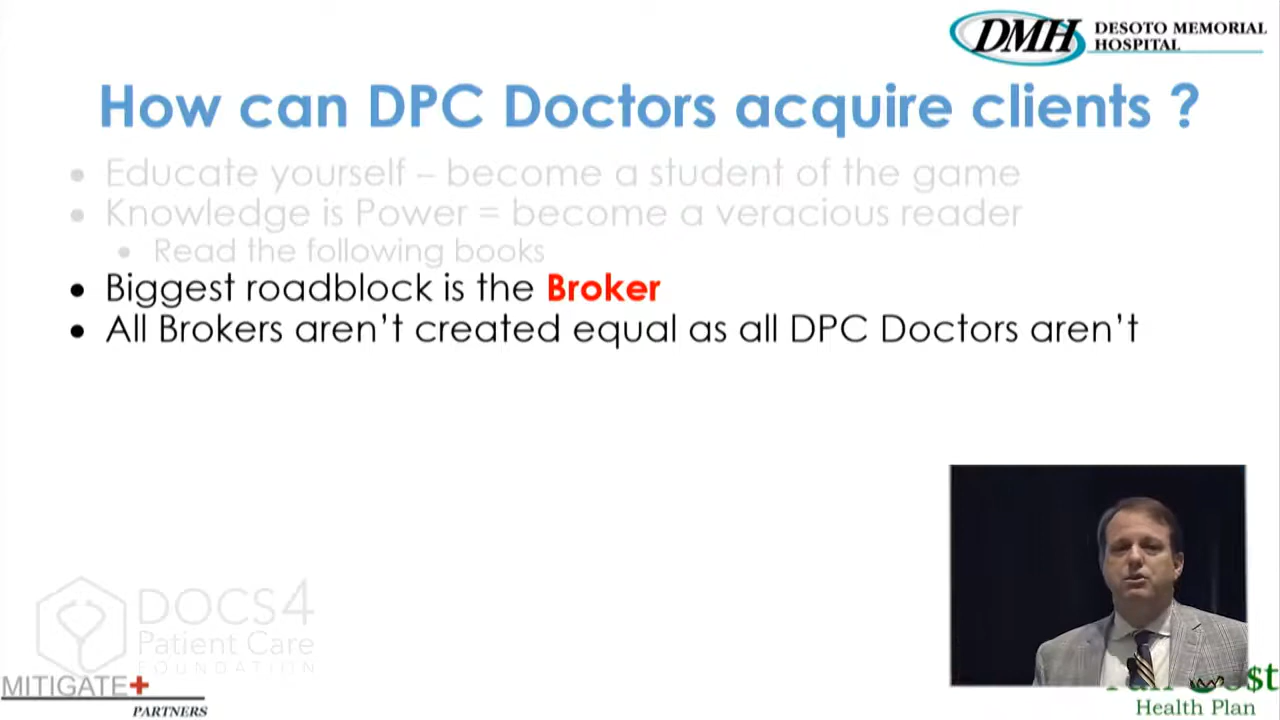 DMH DESOTO MEMORIAL
HOSPITAL
How can DPC Doctors acquire clients ?
• Educate yourself – become a student of the game
• Knowledge is Power = become a veracious reader
• Read the following books
• Biggest roadblock is the Broker
• All Brokers aren't created equal as all DPC Doctors aren't
DOCS4
Patient Care
FOUNDATION
MITIGATE+
PARTNERS
Health Plan